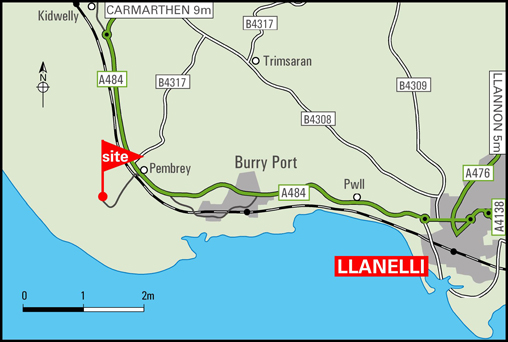 CARMARTHEN 9m
Kidwelly
B4317
Trimsaran
LLANNON 5m
A484
B4317
B4309
N
B4308
site
Pembrey
Burry Port
A476
Pwll
A484
A4138
LLANELLI
0 1 2m